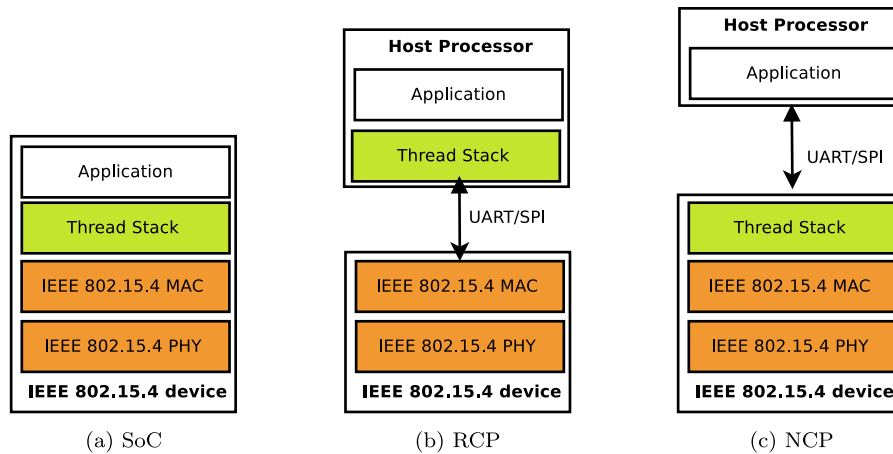 Application
Thread Stack
IEEE 802.15.4 MAC
IEEE 802.15.4 PHY
IEEE 802.15.4 device
(a) SoC
Host Processor
Application
Thread Stack
UART/SPI
IEEE 802.15.4 MAC
IEEE 802.15.4 PHY
IEEE 802.15.4 device
(b) RCP
Host Processor
Application
UART/SPI
Thread Stack
IEEE 802.15.4 MAC
IEEE 802.15.4 PHY
IEEE 802.15.4 device
(c) NCP